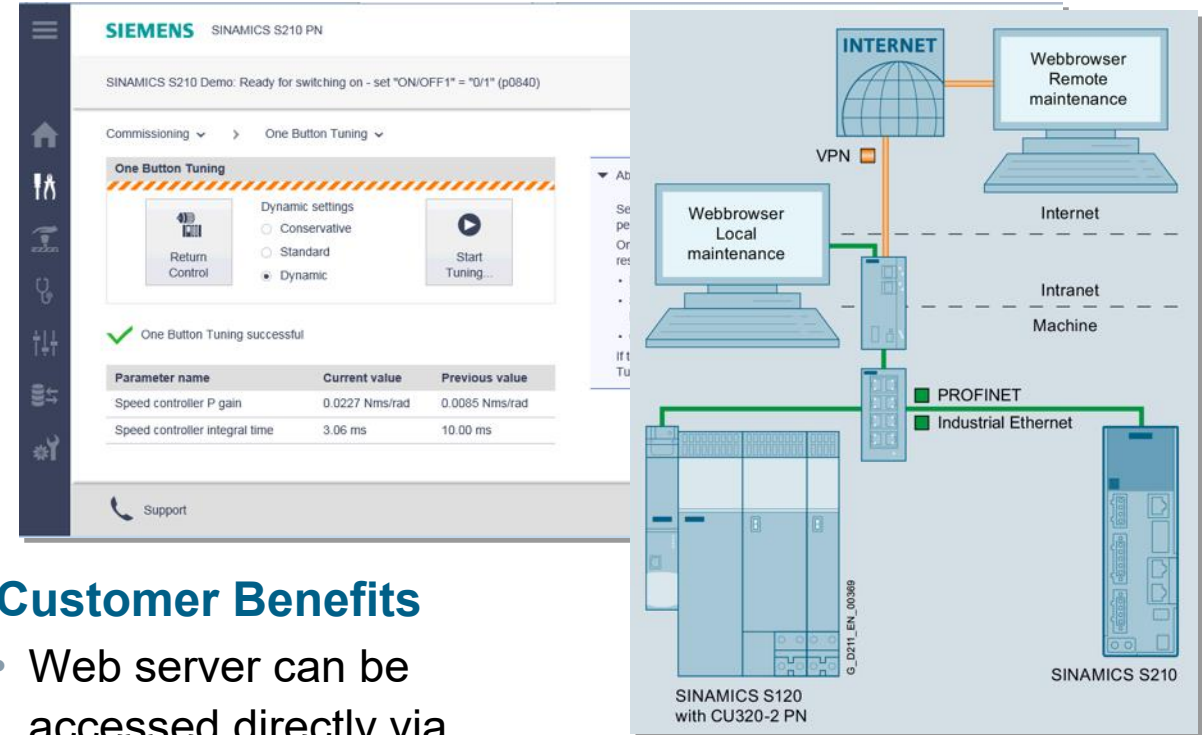 SIEMENS SINAMICS S210 PN
SINAMICS S210 Demo: Ready for switching on - set "ON/OFF1" = "0/1" (p0840)
Commissioning > One Button Tuning
One Button Tuning
Dynamic settings
Conservative
Standard
Dynamic
Return
Control
Start
Tuning...
One Button Tuning successful
Parameter name Current value Previous value
Speed controller P gain 0.0227 Nms/rad 0.0085 Nms/rad
Speed controller integral time 3.06 ms 10.00 ms
Support
INTERNET
Webbrowser
Remote
maintenance
VPN
Webbrowser
Local
maintenance
Internet
Intranet
Machine
PROFINET
Industrial Ethernet
G_D211_EN_00369
SINAMICS S120
with CU320-2 PN
SINAMICS S210
Customer Benefits
• Web server can be
accessed directly via